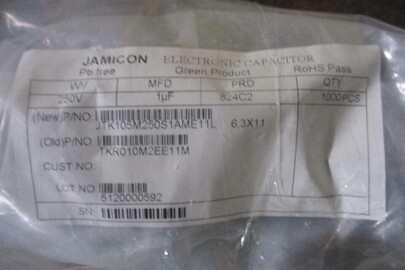 JAMICON ELECTRONIC CAPACITOR
Pb free Green Product RoHS Pass
WV MFD PRD QTY
250V 1μF 824C2 1000PCS
(New)P/NO.
JTK105M250S1AME11L 6.3X11
(Old)P/NO.
TKR010M2EE11M
CUST NO.
LOT NO
5120000592
SN: